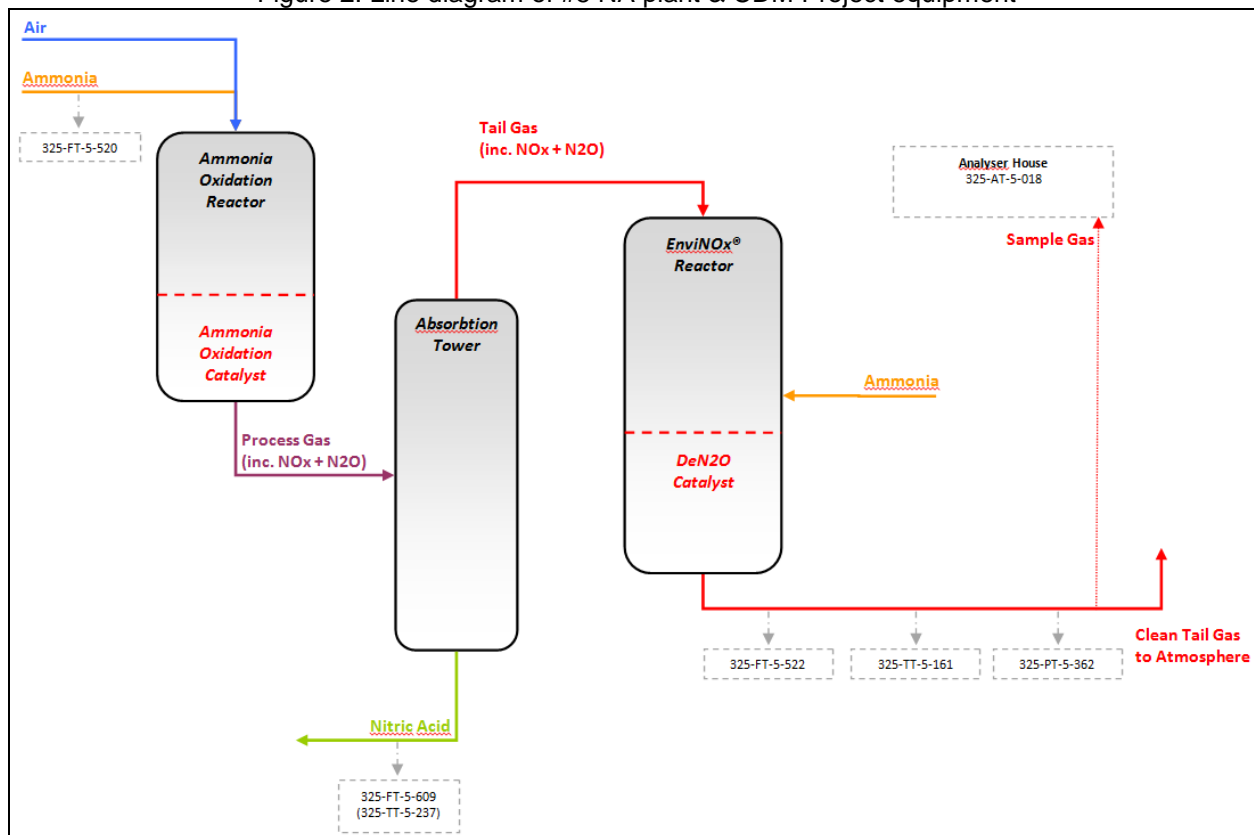 Air
Ammonia
325-FT-5-520
Ammonia
Oxidation
Reactor
Ammonia
Oxidation
Catalyst
Process Gas
(inc. NOx + N2O)
Tail Gas
(inc. NOx + N2O)
Absorbtion
Tower
EnviNOx®
Reactor
DeN2O
Catalyst
Ammonia
Analyser House
325-AT-5-018
Sample Gas
325-FT-5-522
325-TT-5-161
325-PT-5-362
Clean Tail Gas
to Atmosphere
Nitric Acid
325-FT-5-609
(325-TT-5-237)